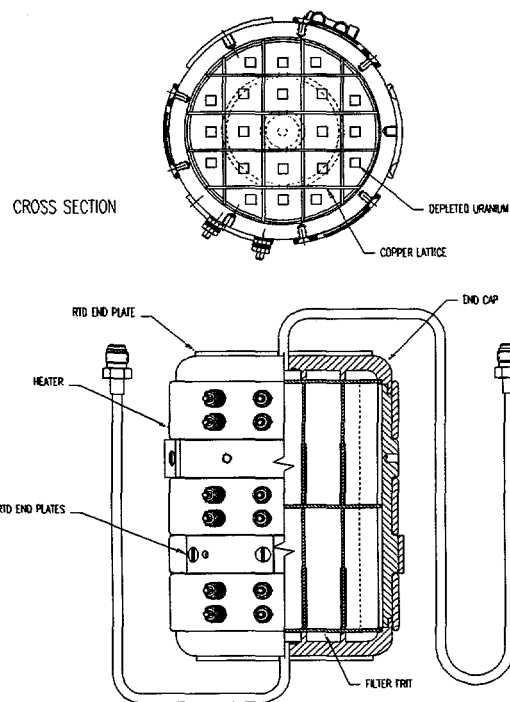 CROSS SECTION
DEPLETED URANIUM
COPPER LATTICE
RTD END PLATE
END CAP
HEATER
RTD END PLATES
FILTER FRIT